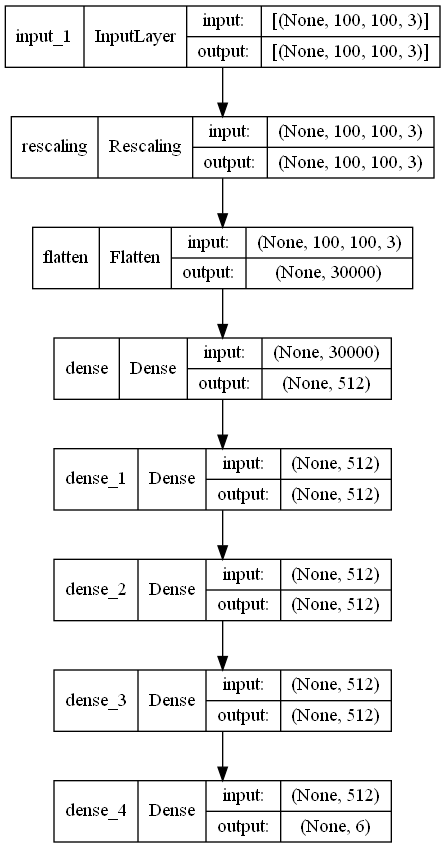 input_1 InputLayer input: [(None, 100, 100, 3)]
output: [(None, 100, 100, 3)]
rescaling Rescaling input: (None, 100, 100, 3)
output: (None, 100, 100, 3)
flatten Flatten input: (None, 100, 100, 3)
output: (None, 30000)
dense Dense input: (None, 30000)
output: (None, 512)
dense_1 Dense input: (None, 512)
output: (None, 512)
dense_2 Dense input: (None, 512)
output: (None, 512)
dense_3 Dense input: (None, 512)
output: (None, 512)
dense_4 Dense input: (None, 512)
output: (None, 6)